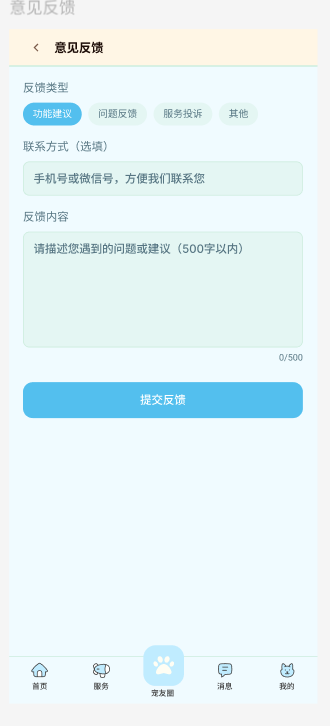 意见反馈
意见反馈
反馈类型
功能建议 问题反馈 服务投诉 其他
联系方式（选填）
手机号或微信号，方便我们联系您
反馈内容
请描述您遇到的问题或建议（500字以内）
0/500
提交反馈
首页 服务 宠友圈 消息 我的